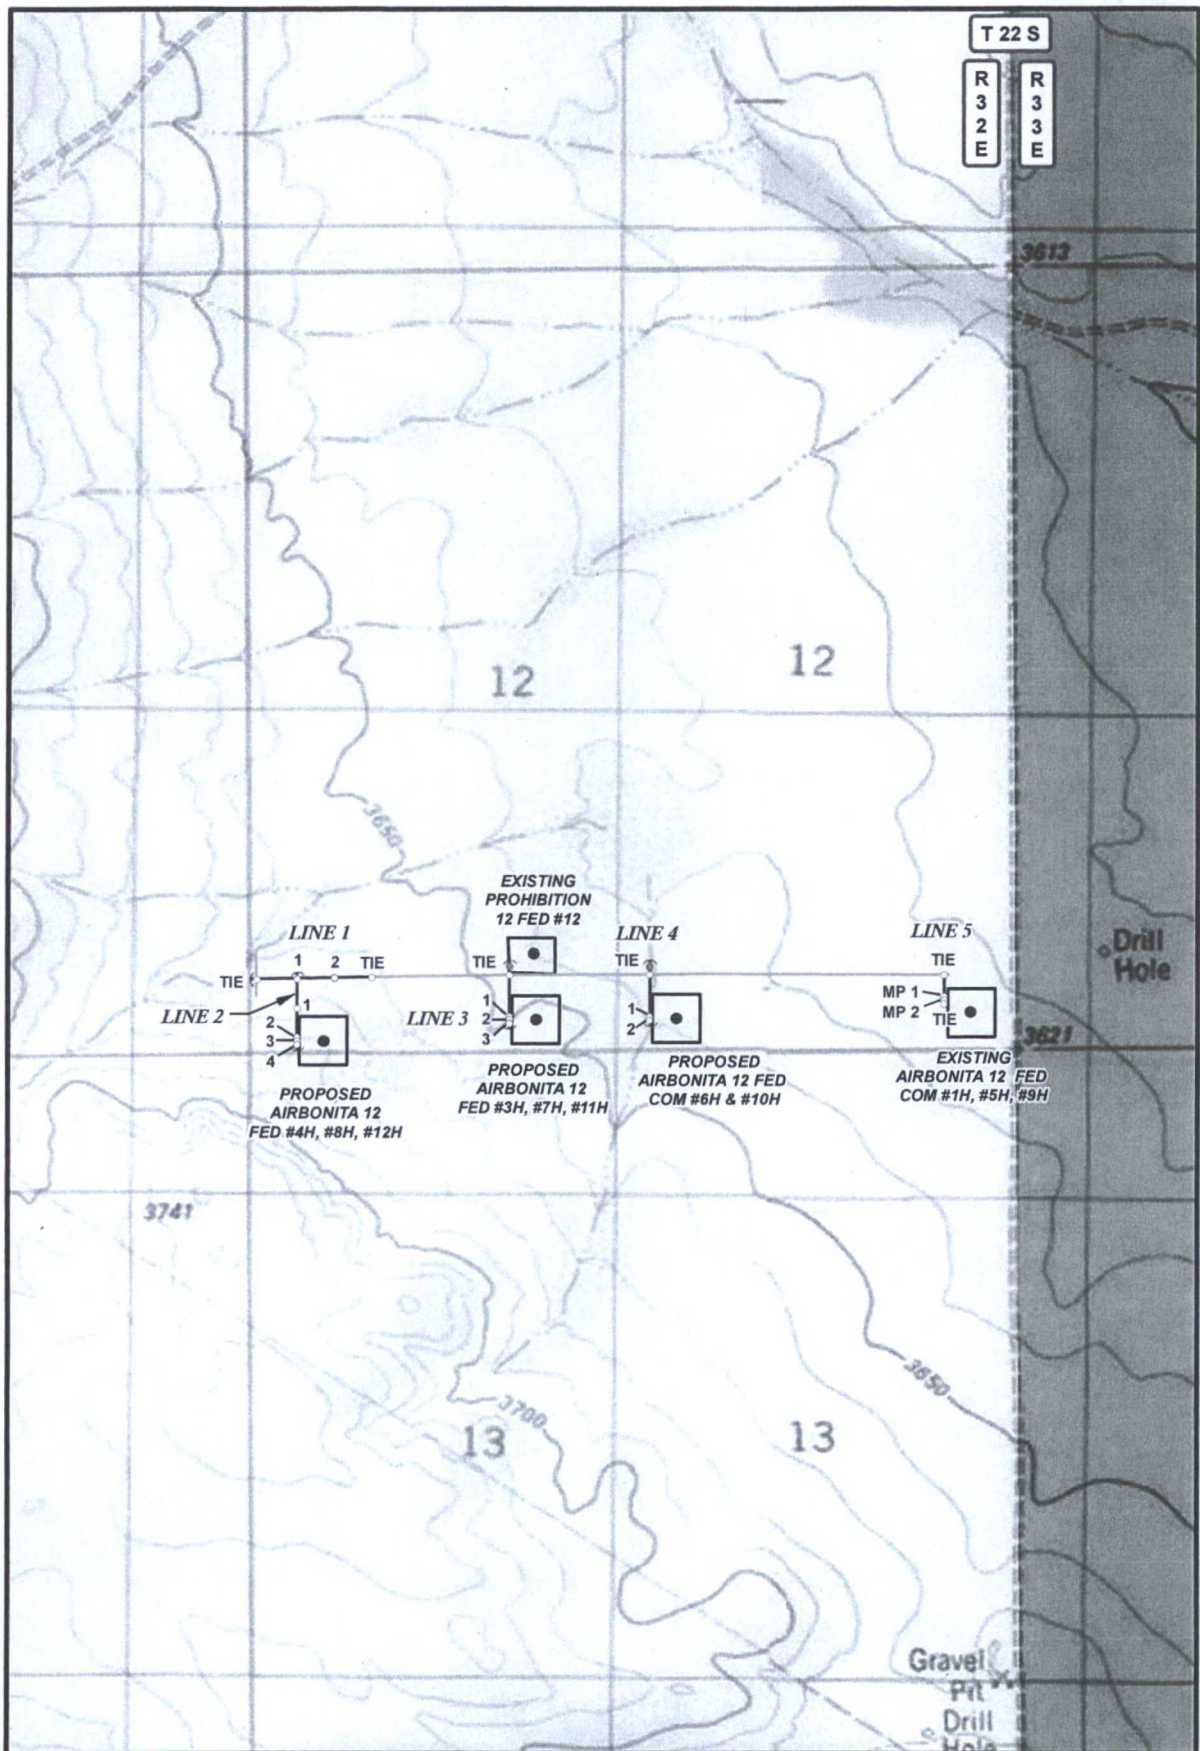 T 22 S
R
3
2
E
R
3
3
E
3613
12
12
3650
EXISTING
PROHIBITION
12 FED #12
LINE 1
LINE 4
LINE 5
TIE
1
2
TIE
TIE
TIE
TIE
Drill
Hole
LINE 2
1
2
3
4
LINE 3
1
2
3
1
2
MP 1
MP 2
TIE
3621
PROPOSED
AIRBONITA 12
FED #4H, #8H, #12H
PROPOSED
AIRBONITA 12
FED #3H, #7H, #11H
PROPOSED
AIRBONITA 12 FED
COM #6H & #10H
EXISTING
AIRBONITA 12 FED
COM #1H, #5H, #9H
3741
3650
3700
13
13
Gravel
Pit
Drill
Hole